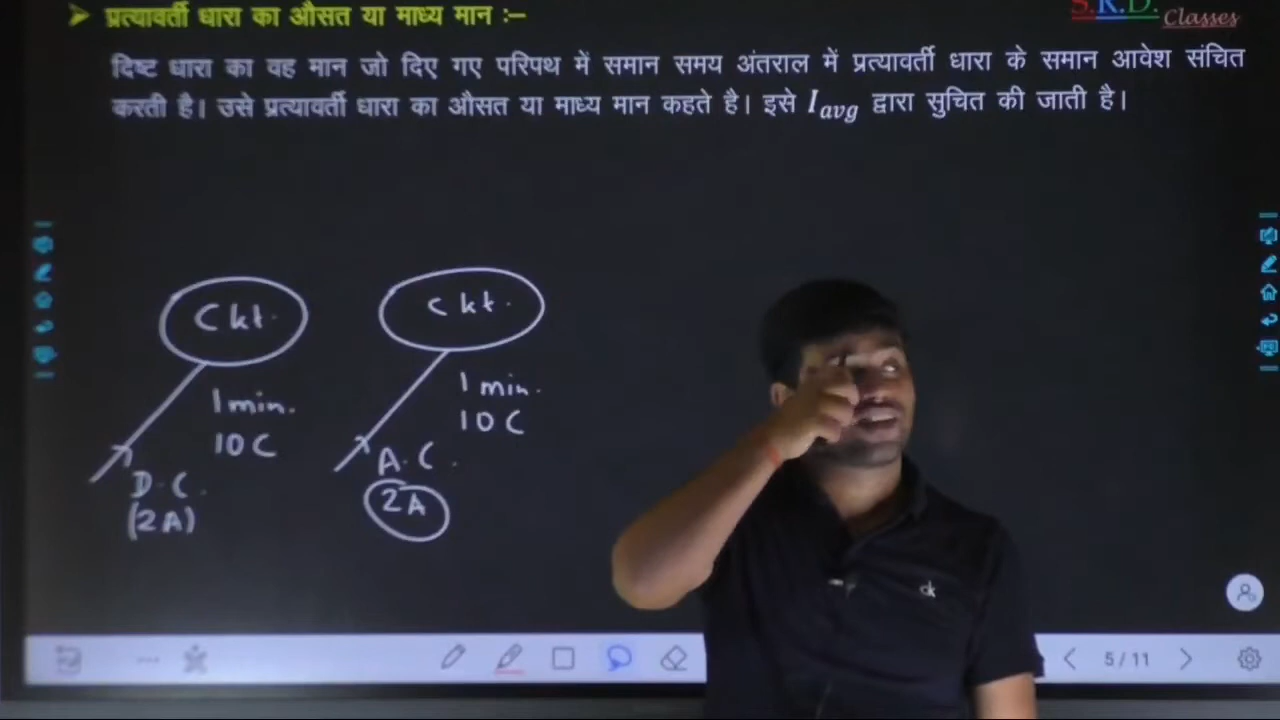 ➤ प्रत्यावर्ती धारा का औसत या माध्य मान :–
S.R.D. Classes
दिष्ट धारा का वह मान जो दिए गए परिपथ में समान समय अंतराल में प्रत्यावर्ती धारा के समान आवेश संचित
करती है। उसे प्रत्यावर्ती धारा का औसत या माध्य मान कहते है। इसे I_avg द्वारा सुचित की जाती है।
Ckt.
Ckt.
1 min.
10 C
1 min.
10 C
D.C.
(2A)
A.C.
2A
ck
5/11